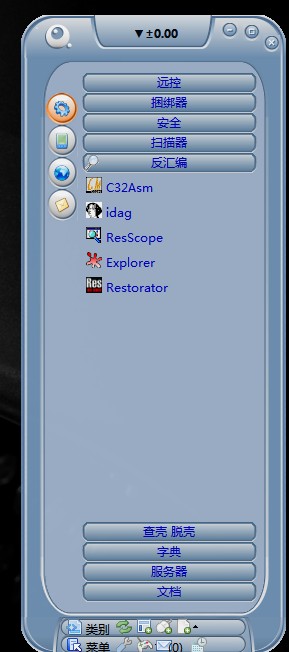 ▼±0.00
远控
捆绑器
安全
扫描器
反汇编
C32Asm
idag
ResScope
Explorer
Res Restorator
查壳 脱壳
字典
服务器
文档
类别
菜单 (0)